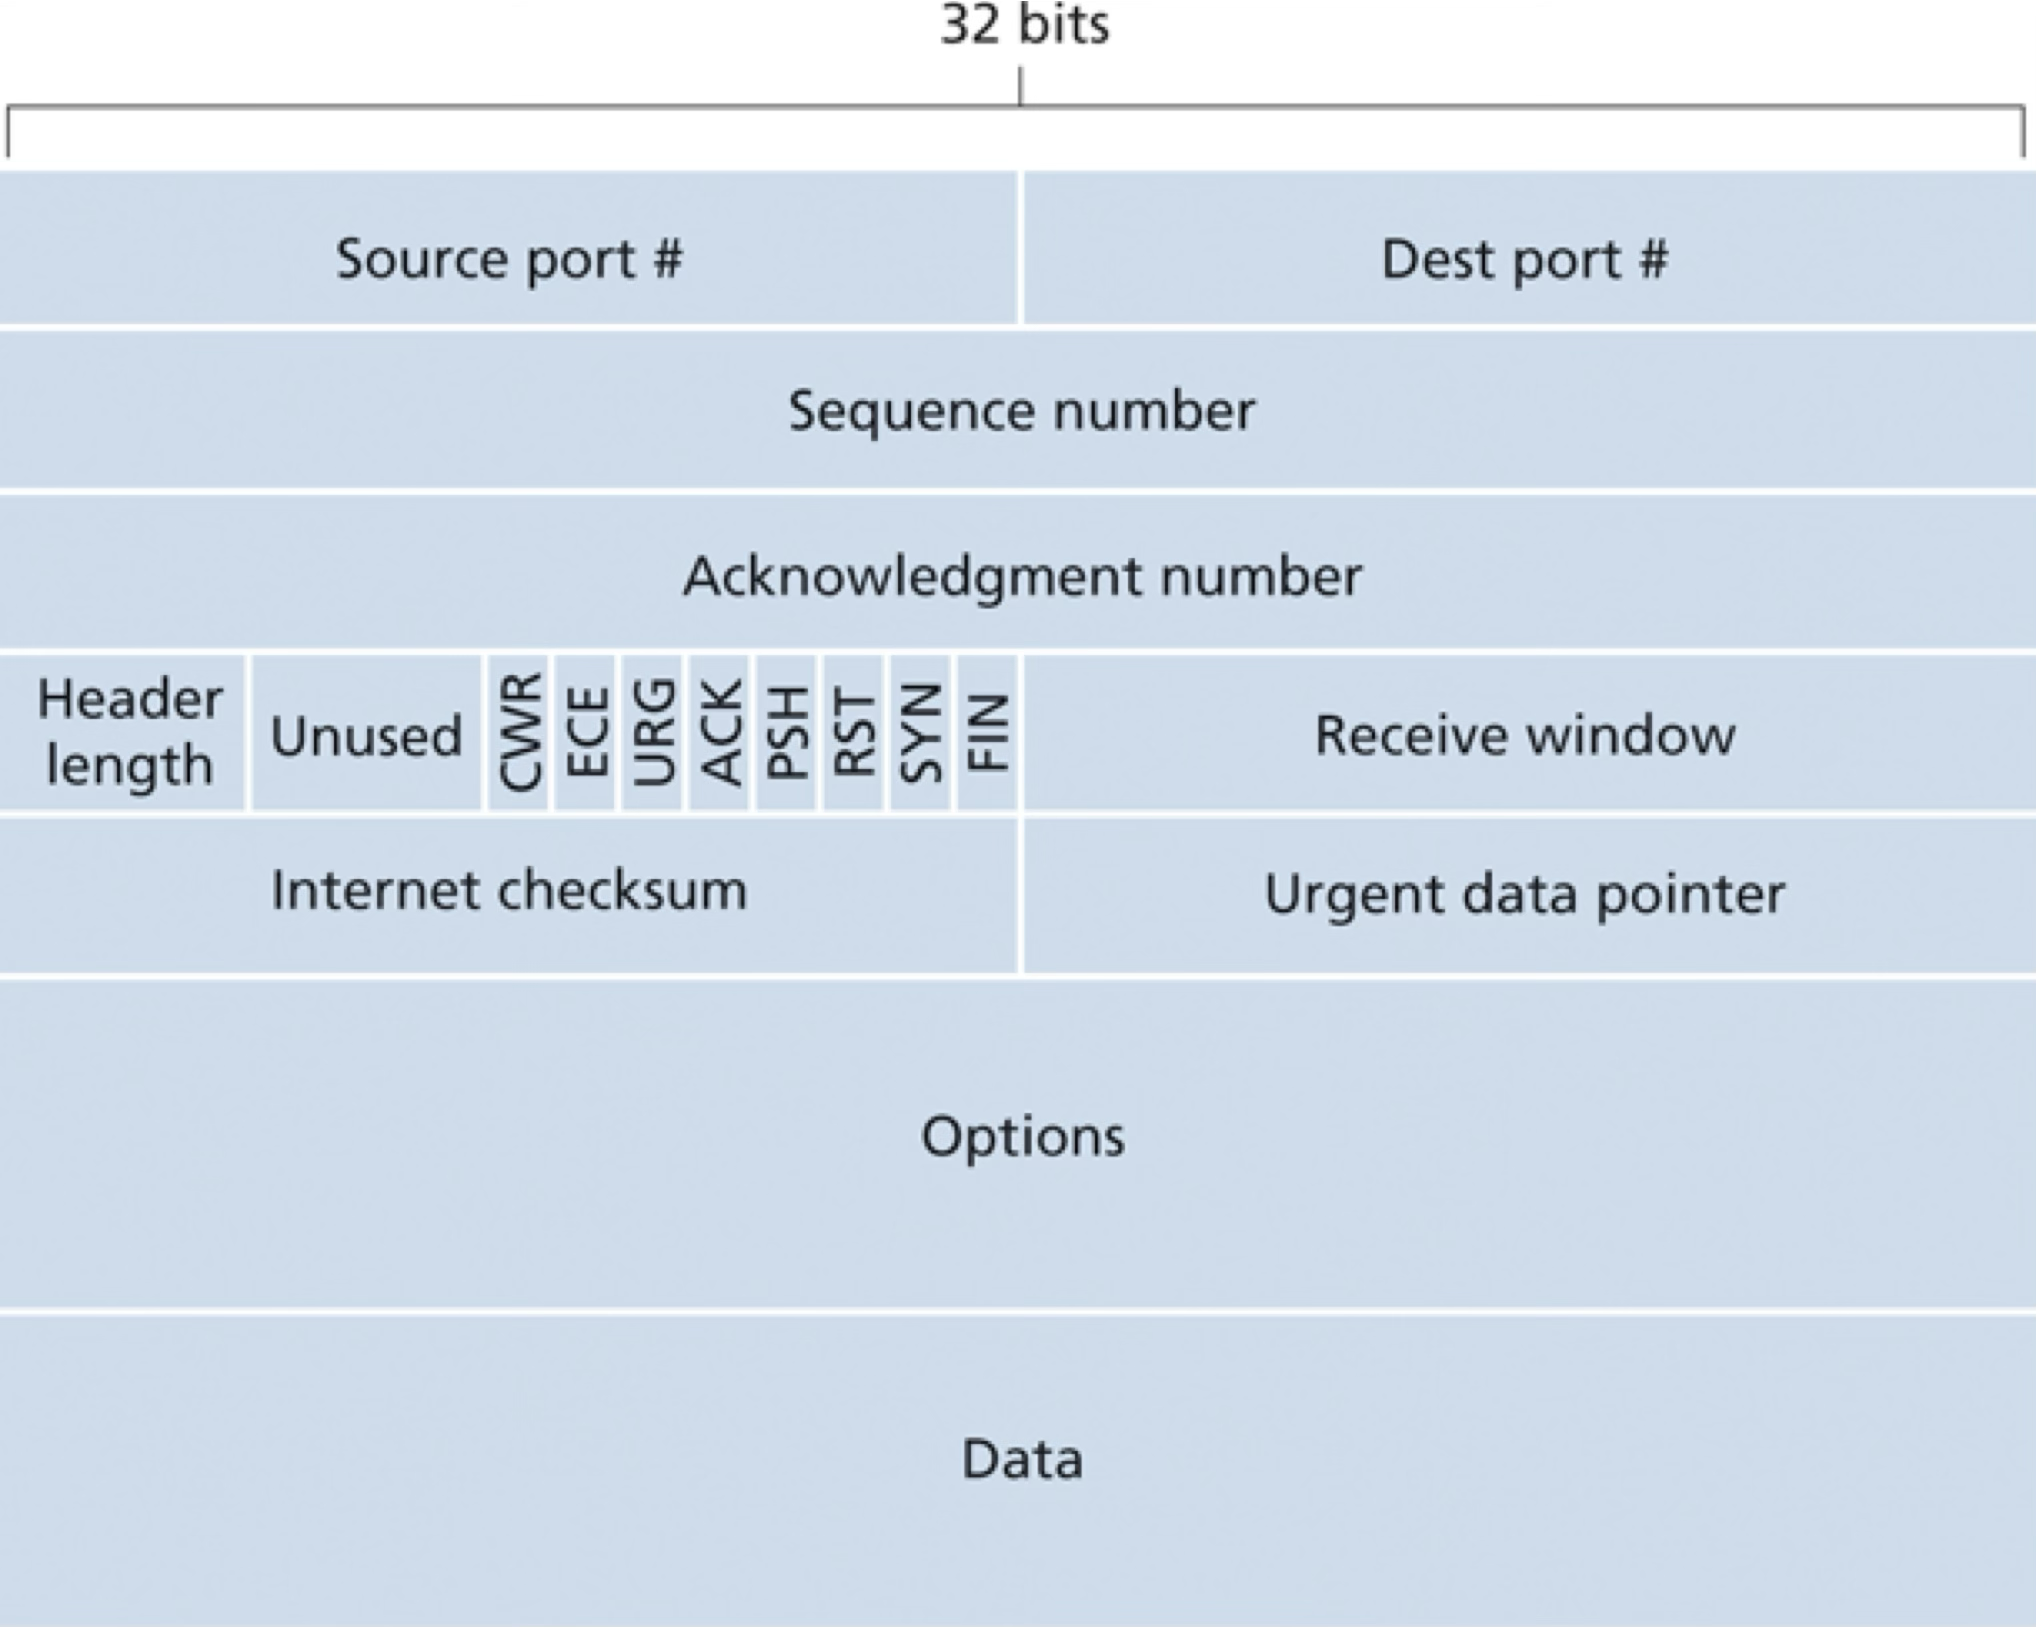 32 bits
Source port #
Dest port #
Sequence number
Acknowledgment number
Header
length
Unused
CWR
ECE
URG
ACK
PSH
RST
SYN
FIN
Receive window
Internet checksum
Urgent data pointer
Options
Data